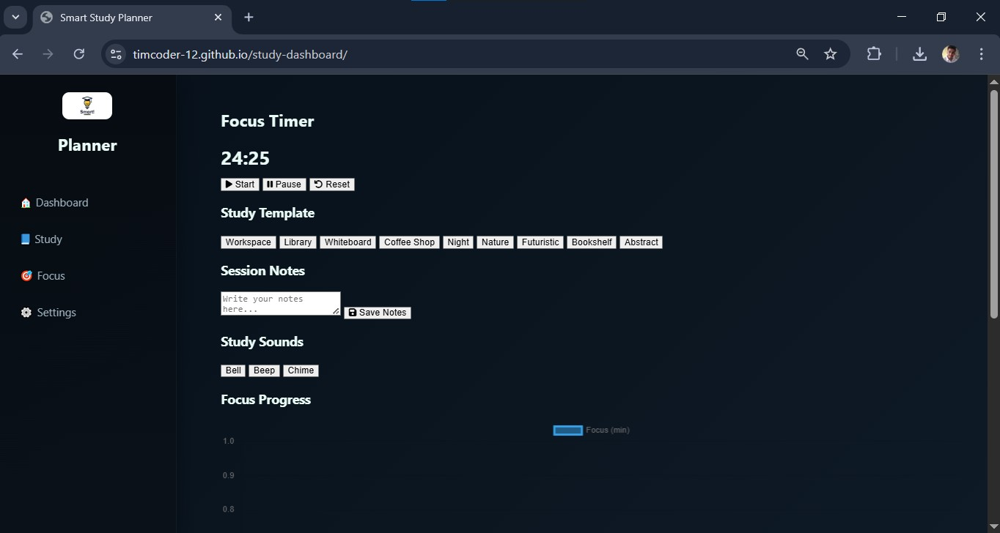 Smart Study Planner
timcoder-12.github.io/study-dashboard/
Smart!
Planner
Dashboard
Study
Focus
Settings
Focus Timer
24:25
Start Pause Reset
Study Template
Workspace Library Whiteboard Coffee Shop Night Nature Futuristic Bookshelf Abstract
Session Notes
Write your notes
here...
Save Notes
Study Sounds
Bell Beep Chime
Focus Progress
Focus (min)
1.0
0.9
0.8